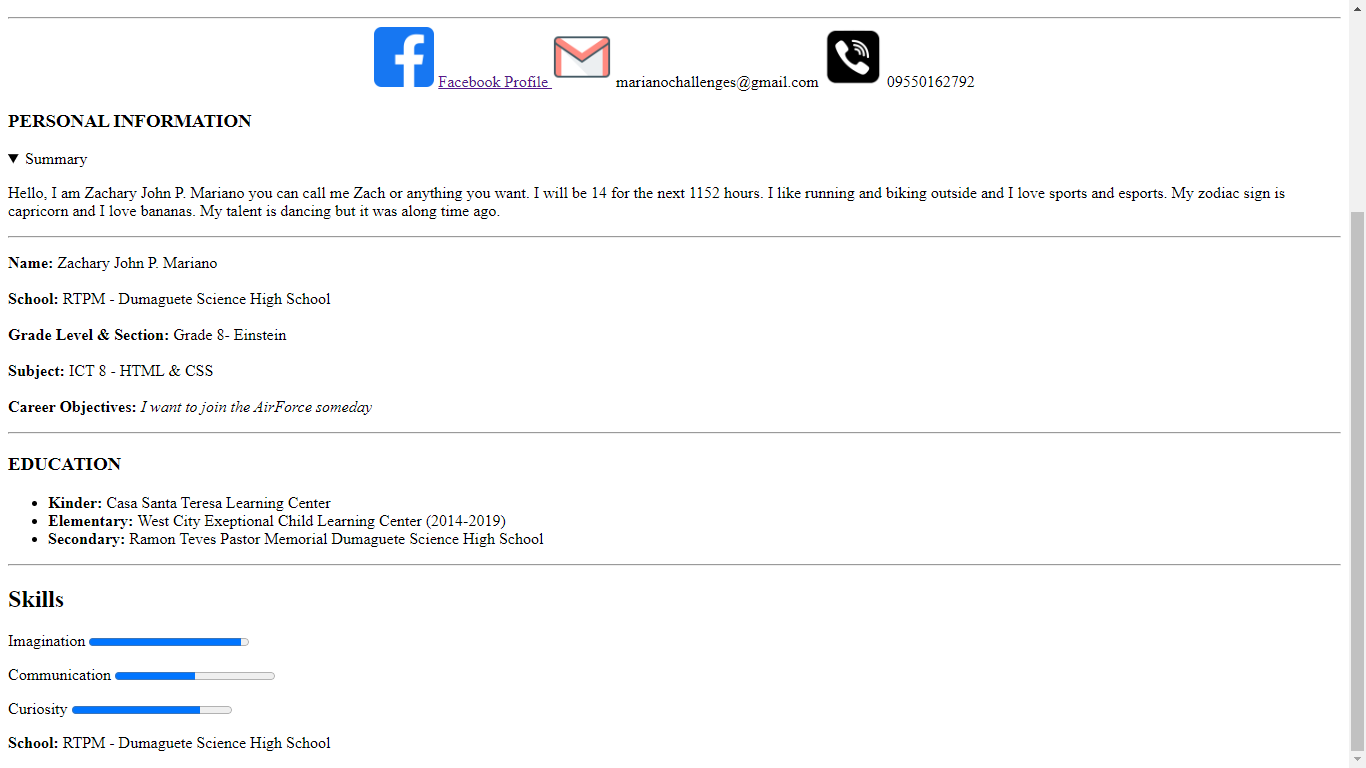 Facebook Profile marianochallenges@gmail.com 09550162792
PERSONAL INFORMATION
Summary
Hello, I am Zachary John P. Mariano you can call me Zach or anything you want. I will be 14 for the next 1152 hours. I like running and biking outside and I love sports and esports. My zodiac sign is
capricorn and I love bananas. My talent is dancing but it was along time ago.
Name: Zachary John P. Mariano
School: RTPM - Dumaguete Science High School
Grade Level & Section: Grade 8- Einstein
Subject: ICT 8 - HTML & CSS
Career Objectives: I want to join the AirForce someday
EDUCATION
Kinder: Casa Santa Teresa Learning Center
Elementary: West City Exeptional Child Learning Center (2014-2019)
Secondary: Ramon Teves Pastor Memorial Dumaguete Science High School
Skills
Imagination
Communication
Curiosity
School: RTPM - Dumaguete Science High School